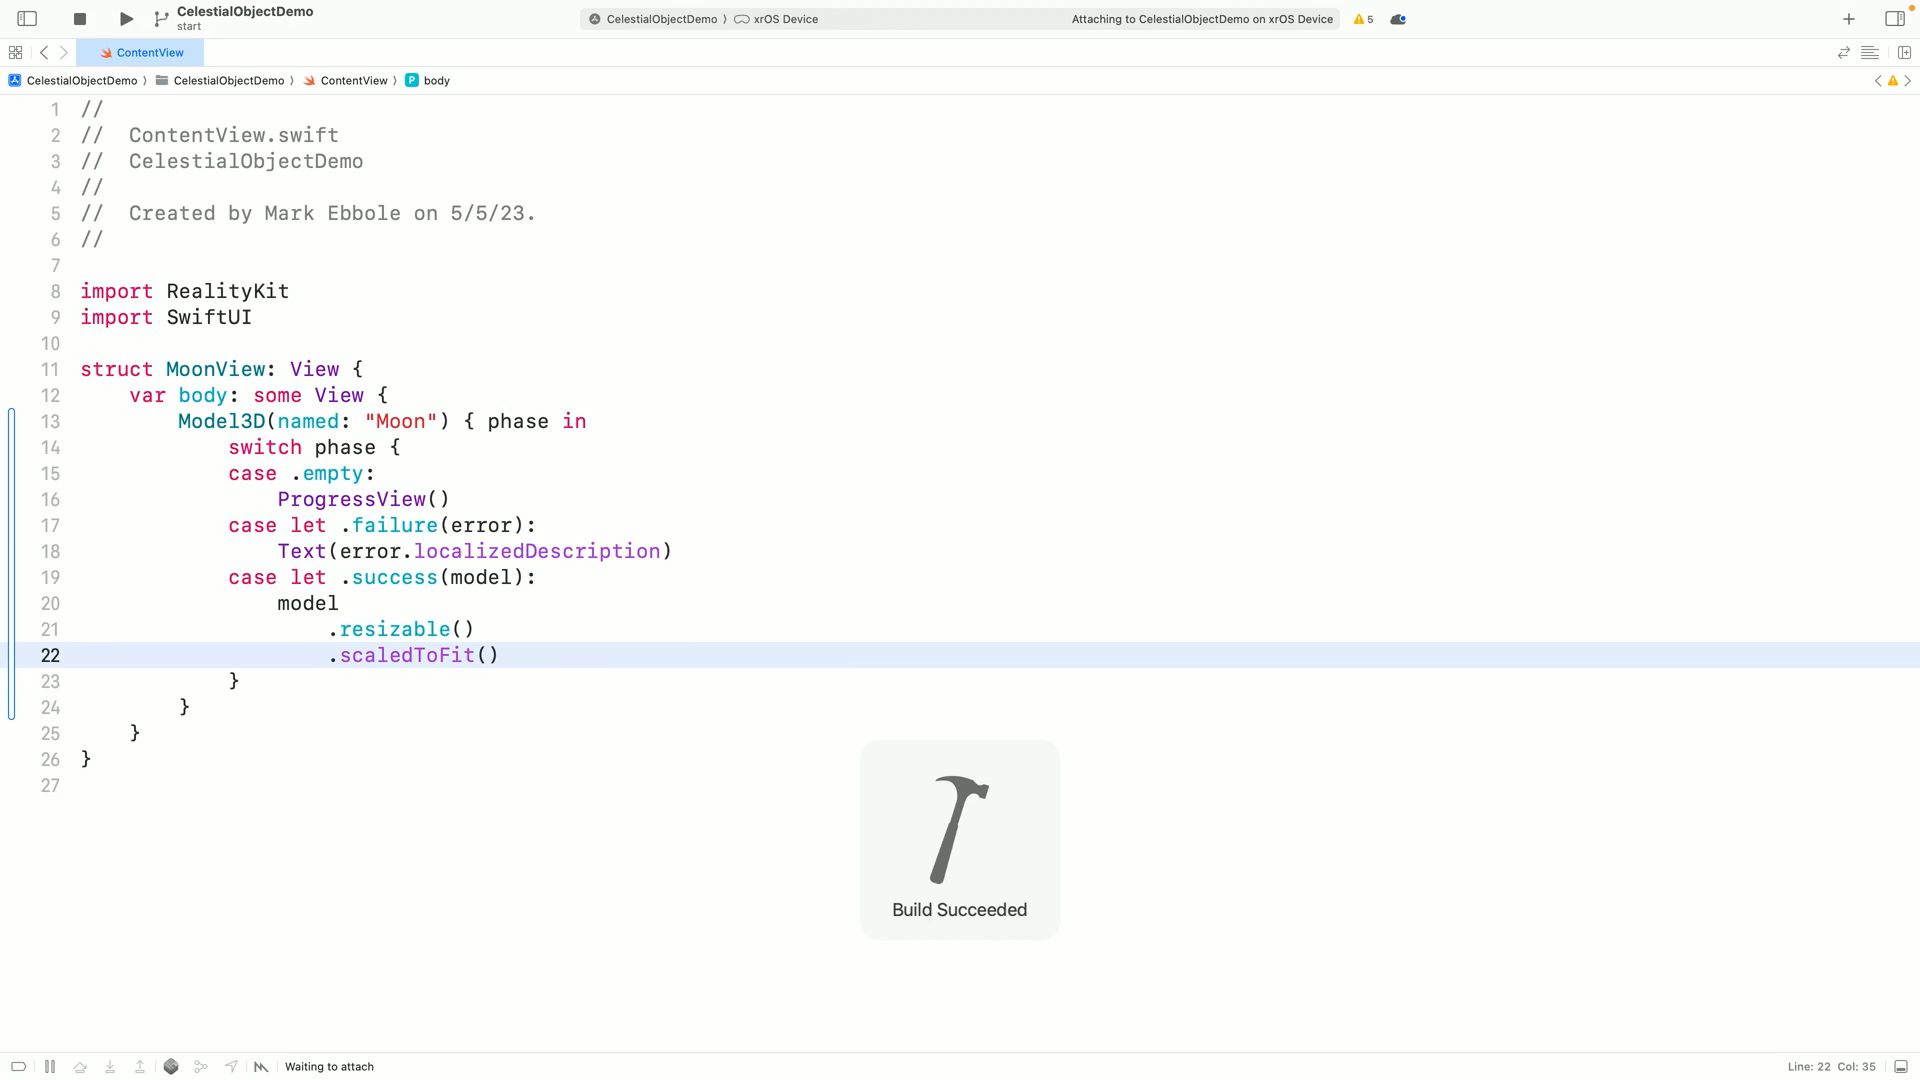 CelestialObjectDemo
start
CelestialObjectDemo 〉 xrOS Device
Attaching to CelestialObjectDemo on xrOS Device
5
ContentView
CelestialObjectDemo 〉 CelestialObjectDemo 〉 ContentView 〉 P body
1 //
2 //  ContentView.swift
3 //  CelestialObjectDemo
4 //
5 //  Created by Mark Ebbole on 5/5/23.
6 //
7
8 import RealityKit
9 import SwiftUI
10
11 struct MoonView: View {
12     var body: some View {
13         Model3D(named: "Moon") { phase in
14             switch phase {
15             case .empty:
16                 ProgressView()
17             case let .failure(error):
18                 Text(error.localizedDescription)
19             case let .success(model):
20                 model
21                     .resizable()
22                     .scaledToFit()
23             }
24         }
25     }
26 }
27
Build Succeeded
Waiting to attach
Line: 22 Col: 35